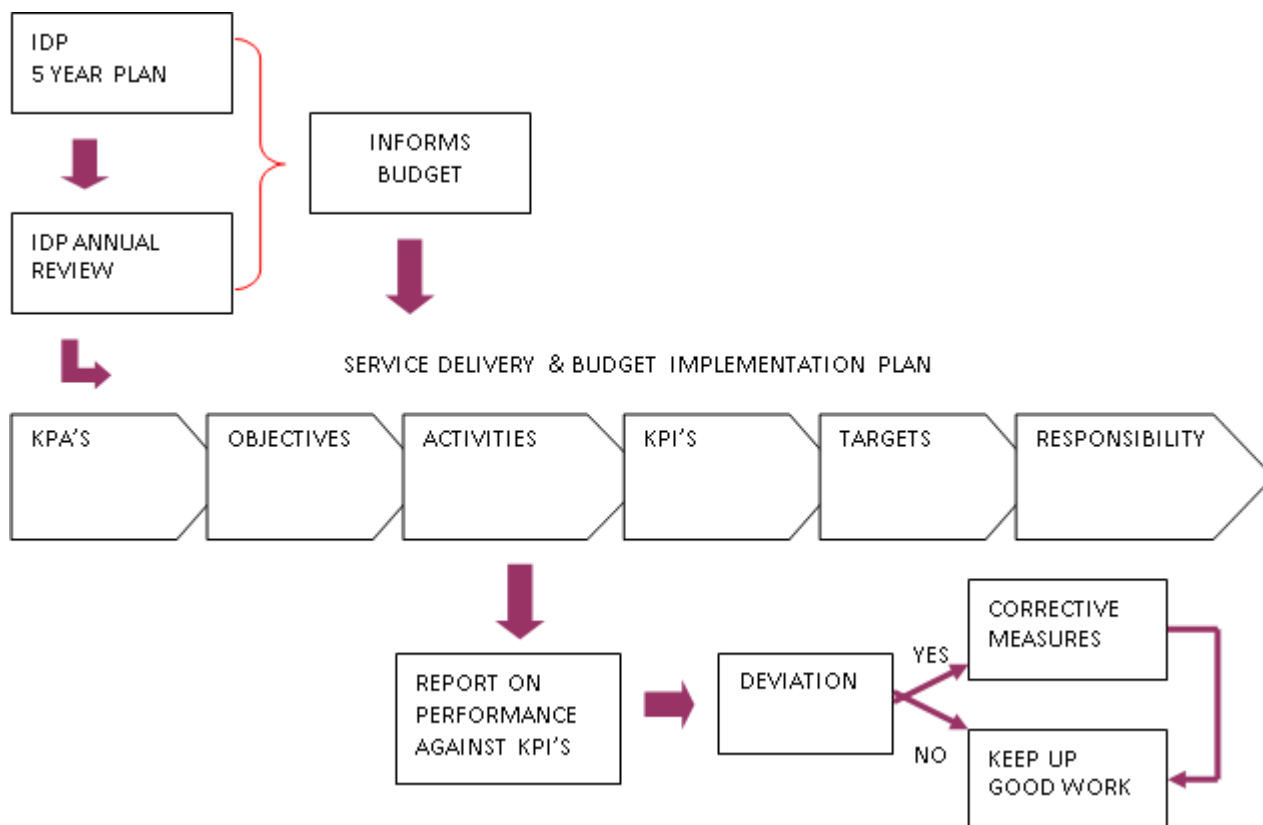 IDP
5 YEAR PLAN
INFORMS
BUDGET
IDP ANNUAL
REVIEW
SERVICE DELIVERY & BUDGET IMPLEMENTATION PLAN
KPA'S
OBJECTIVES
ACTIVITIES
KPI'S
TARGETS
RESPONSIBILITY
REPORT ON
PERFORMANCE
AGAINST KPI'S
DEVIATION
YES
CORRECTIVE
MEASURES
NO
KEEP UP
GOOD WORK